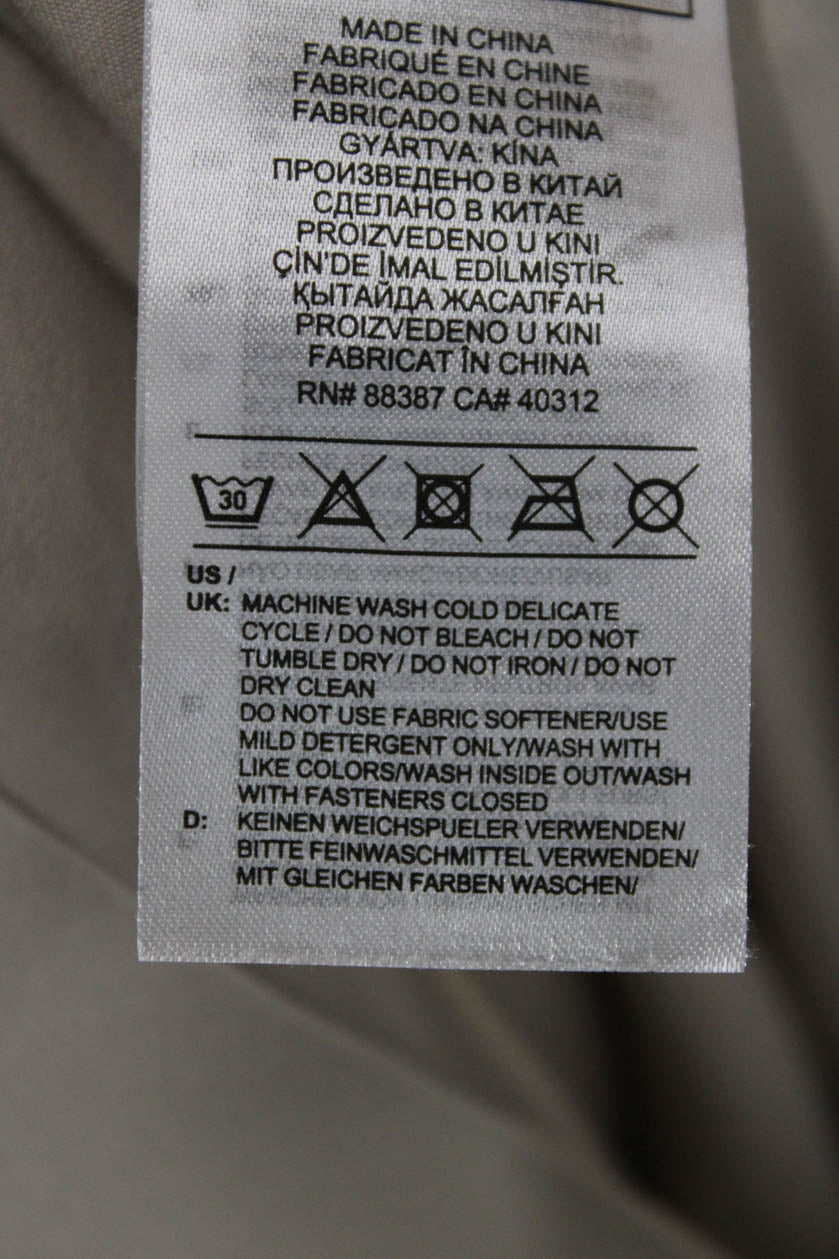 MADE IN CHINA
FABRIQUÉ EN CHINE
FABRICADO EN CHINA
FABRICADO NA CHINA
GYÁRTVA: KÍNA
ПРОИЗВЕДЕНО В КИТАЙ
СДЕЛАНО В КИТАЕ
PROIZVEDENO U KINI
ÇİN'DE İMAL EDİLMİŞTİR.
ҚЫТАЙДА ЖАСАЛҒАН
PROIZVEDENO U KINI
FABRICAT ÎN CHINA
RN# 88387 CA# 40312
30
US /
UK: MACHINE WASH COLD DELICATE
CYCLE / DO NOT BLEACH / DO NOT
TUMBLE DRY / DO NOT IRON / DO NOT
DRY CLEAN
DO NOT USE FABRIC SOFTENER/USE
MILD DETERGENT ONLY/WASH WITH
LIKE COLORS/WASH INSIDE OUT/WASH
WITH FASTENERS CLOSED
D: KEINEN WEICHSPUELER VERWENDEN/
BITTE FEINWASCHMITTEL VERWENDEN/
MIT GLEICHEN FARBEN WASCHEN/